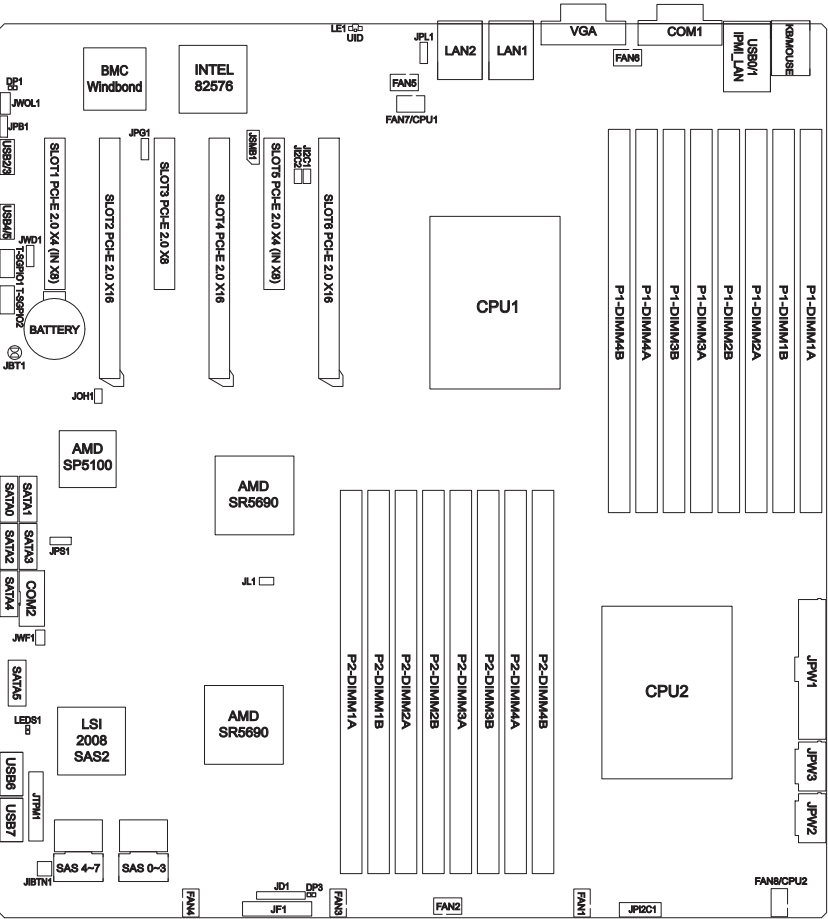 LE1
UID
JPL1
LAN2
LAN1
VGA
COM1
FAN6
USB0/1
IPMI_LAN
KB/MOUSE
BMC
Windbond
INTEL
82576
FAN5
FAN7/CPU1
DP1
JWOL1
JPB1
USB2/3
USB4/5
JWD1
T-SGPIO1
T-SGPIO2
JPG1
JSMB1
JI2C1
JI2C2
SLOT1 PCI-E 2.0 X4 (IN X8)
SLOT2 PCI-E 2.0 X16
SLOT3 PCI-E 2.0 X8
SLOT4 PCI-E 2.0 X16
SLOT5 PCI-E 2.0 X4 (IN X8)
SLOT6 PCI-E 2.0 X16
BATTERY
JBT1
JOH1
CPU1
P1-DIMM4B
P1-DIMM4A
P1-DIMM3B
P1-DIMM3A
P1-DIMM2B
P1-DIMM2A
P1-DIMM1B
P1-DIMM1A
AMD
SP5100
AMD
SR5690
SATA0
SATA1
SATA2
SATA3
SATA4
COM2
JPS1
JL1
JWF1
SATA5
LEDS1
LSI
2008
SAS2
AMD
SR5690
P2-DIMM1A
P2-DIMM1B
P2-DIMM2A
P2-DIMM2B
P2-DIMM3A
P2-DIMM3B
P2-DIMM4A
P2-DIMM4B
CPU2
JPW1
JPW3
JPW2
USB6
USB7
JTPM1
SAS 4~7
SAS 0~3
JIBTN1
FAN4
JD1
DP3
JF1
FAN3
FAN2
FAN1
JPI2C1
FAN8/CPU2